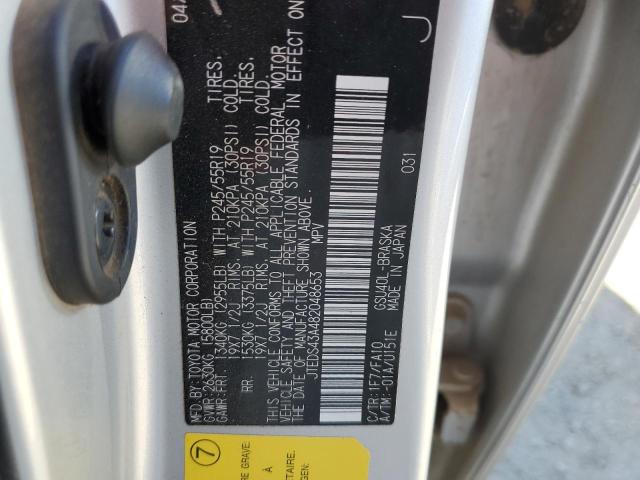 04/
MFD. BY: TOYOTA MOTOR CORPORATION
GVWR: 2630KG (5800LB)
GAWR: FRT. 1340KG (2955LB) WITH P245/55R19 TIRES.
19X7 1/2J RIMS. AT 210KPA (30PSI) COLD.
RR. 1530KG (3375LB) WITH P245/55R19 TIRES.
19X7 1/2J RIMS. AT 210KPA (30PSI) COLD.
THIS VEHICLE CONFORMS TO ALL APPLICABLE FEDERAL MOTOR
VEHICLE SAFETY AND THEFT PREVENTION STANDARDS IN EFFECT ON
THE DATE OF MANUFACTURE SHOWN ABOVE.
JTEDS43A482048653 MPV
031
C/TR: 1F7/FA10 GSU40L-BRASKA
A/TM: -01A/U151E MADE IN JAPAN
J
7
RE GRAVE:
À
TAIRE.
GEN: